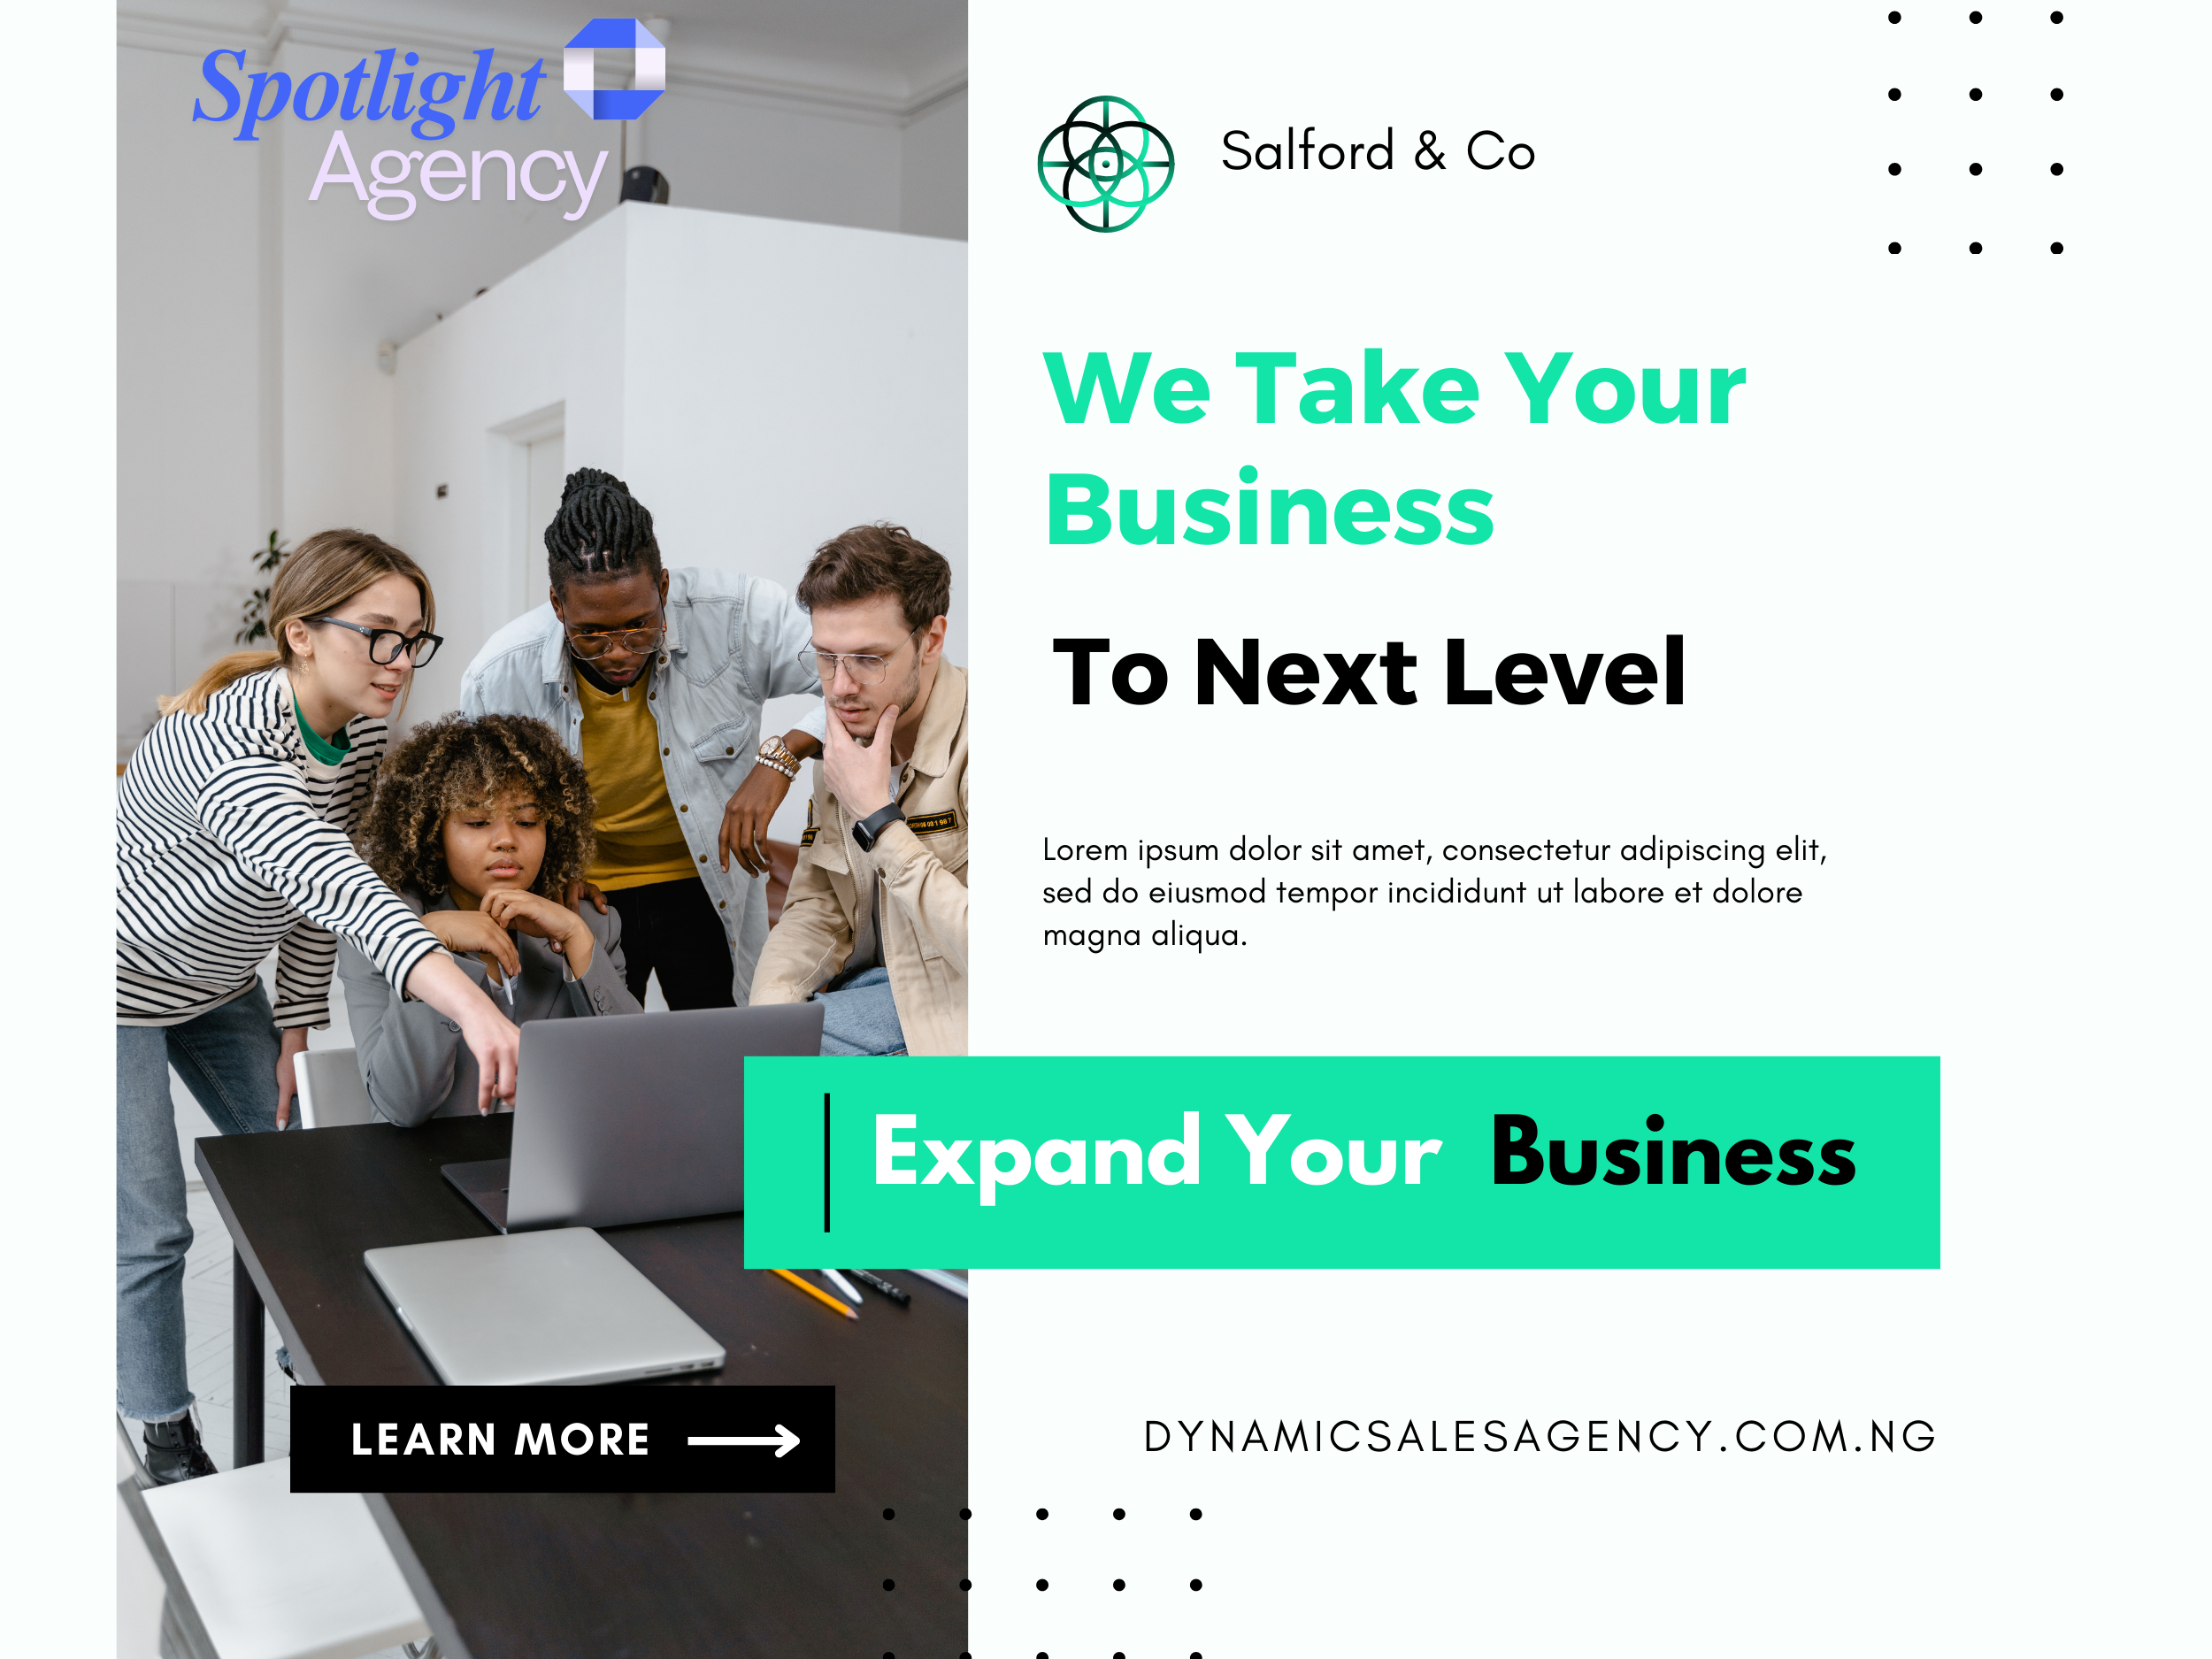 Spotlight
Agency
Salford & Co
We Take Your
Business
To Next Level
Lorem ipsum dolor sit amet, consectetur adipiscing elit,
sed do eiusmod tempor incididunt ut labore et dolore
magna aliqua.
Expand Your Business
LEARN MORE
DYNAMICSALESAGENCY.COM.NG